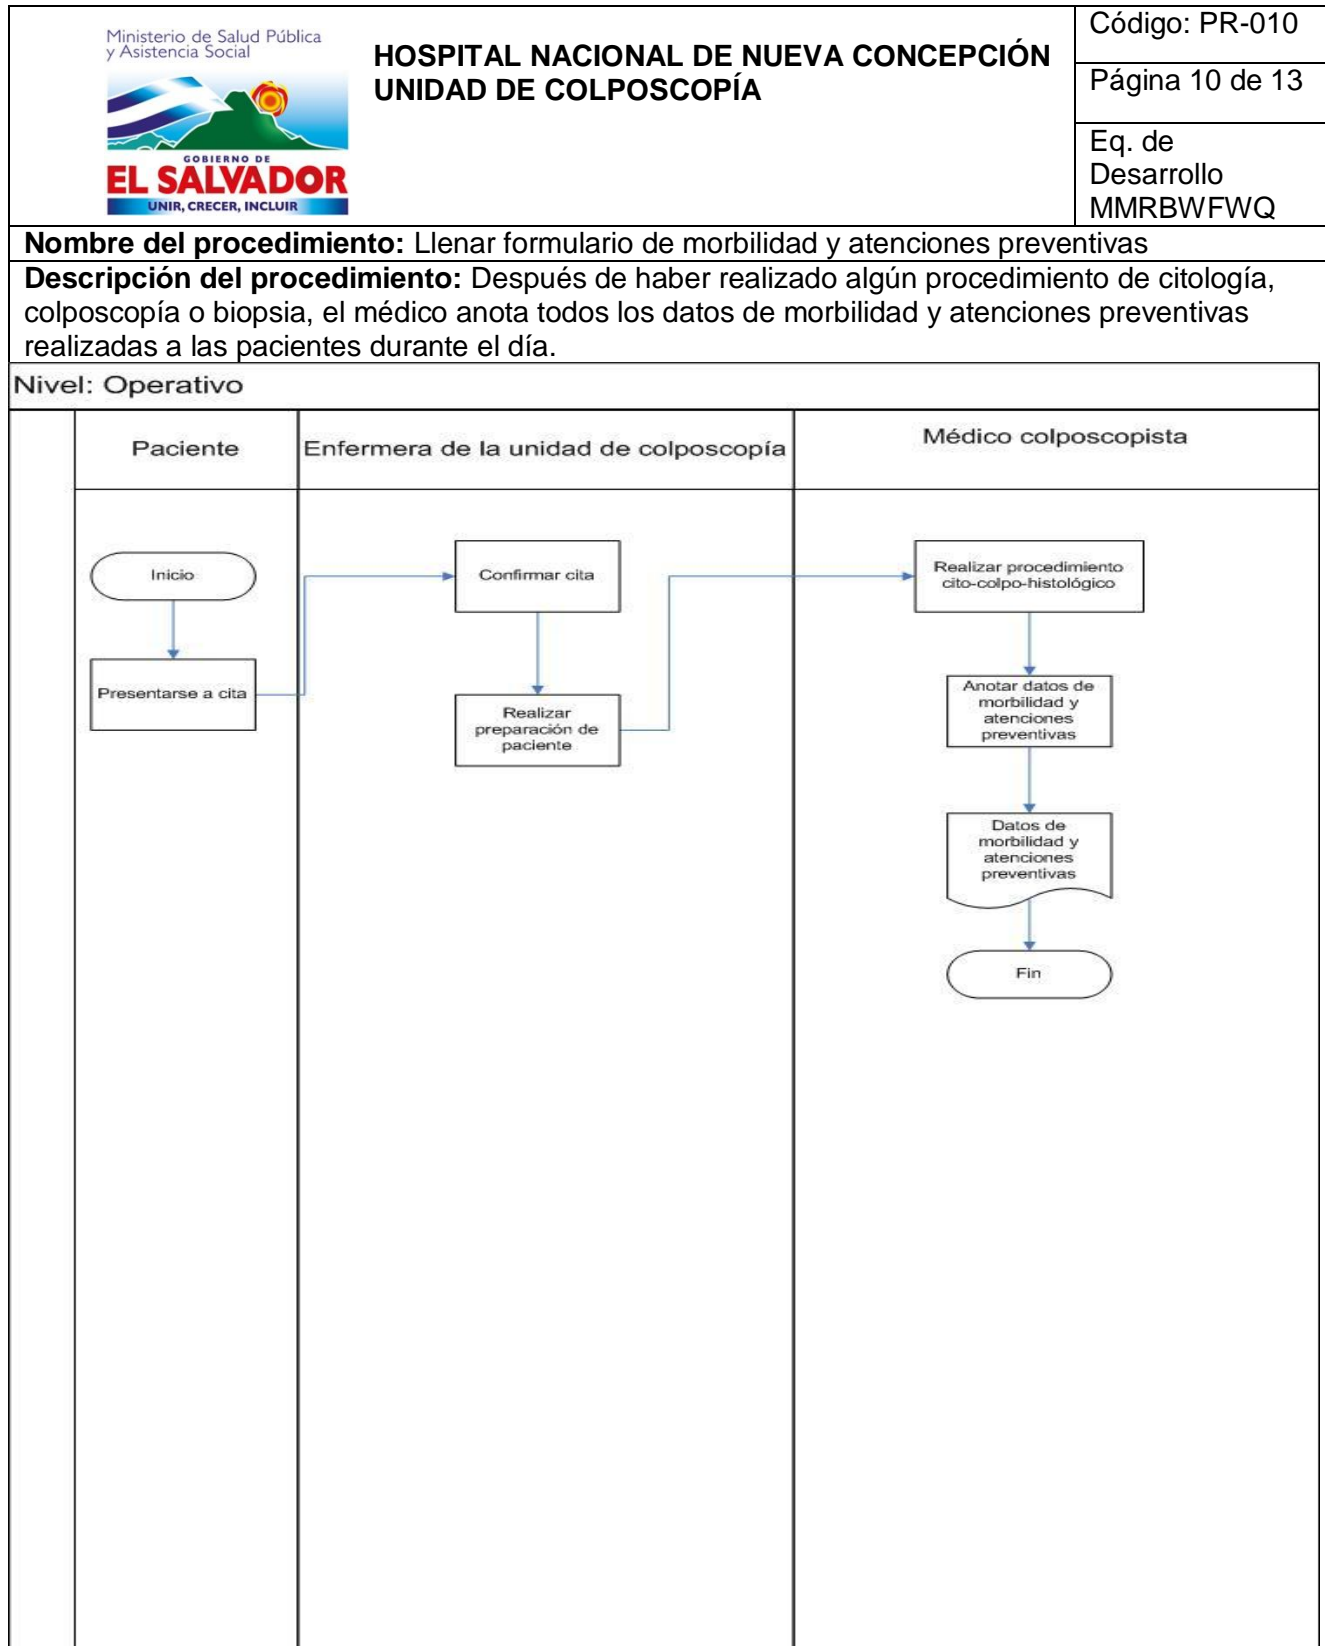 Ministerio de Salud Pública
y Asistencia Social
GOBIERNO DE
EL SALVADOR
UNIR, CRECER, INCLUIR
HOSPITAL NACIONAL DE NUEVA CONCEPCIÓN
UNIDAD DE COLPOSCOPÍA
Código: PR-010
Página 10 de 13
Eq. de
Desarrollo
MMRBWFWQ
Nombre del procedimiento: Llenar formulario de morbilidad y atenciones preventivas
Descripción del procedimiento: Después de haber realizado algún procedimiento de citología,
colposcopía o biopsia, el médico anota todos los datos de morbilidad y atenciones preventivas
realizadas a las pacientes durante el día.
Nivel: Operativo
Paciente
Enfermera de la unidad de colposcopía
Médico colposcopista
Inicio
Presentarse a cita
Confirmar cita
Realizar
preparación de
paciente
Realizar procedimiento
cito-colpo-histológico
Anotar datos de
morbilidad y
atenciones
preventivas
Datos de
morbilidad y
atenciones
preventivas
Fin